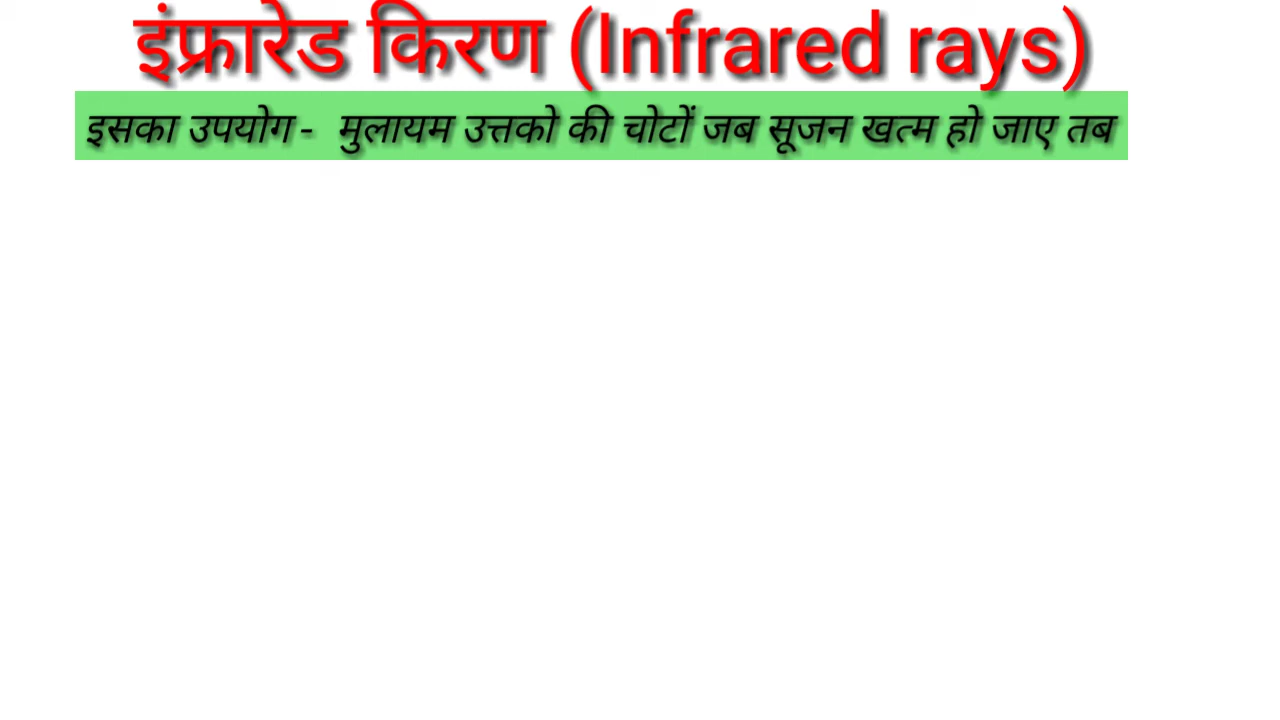 इंफ्रारेड किरण (Infrared rays)
इसका उपयोग - मुलायम उत्तको की चोटों जब सूजन खत्म हो जाए तब